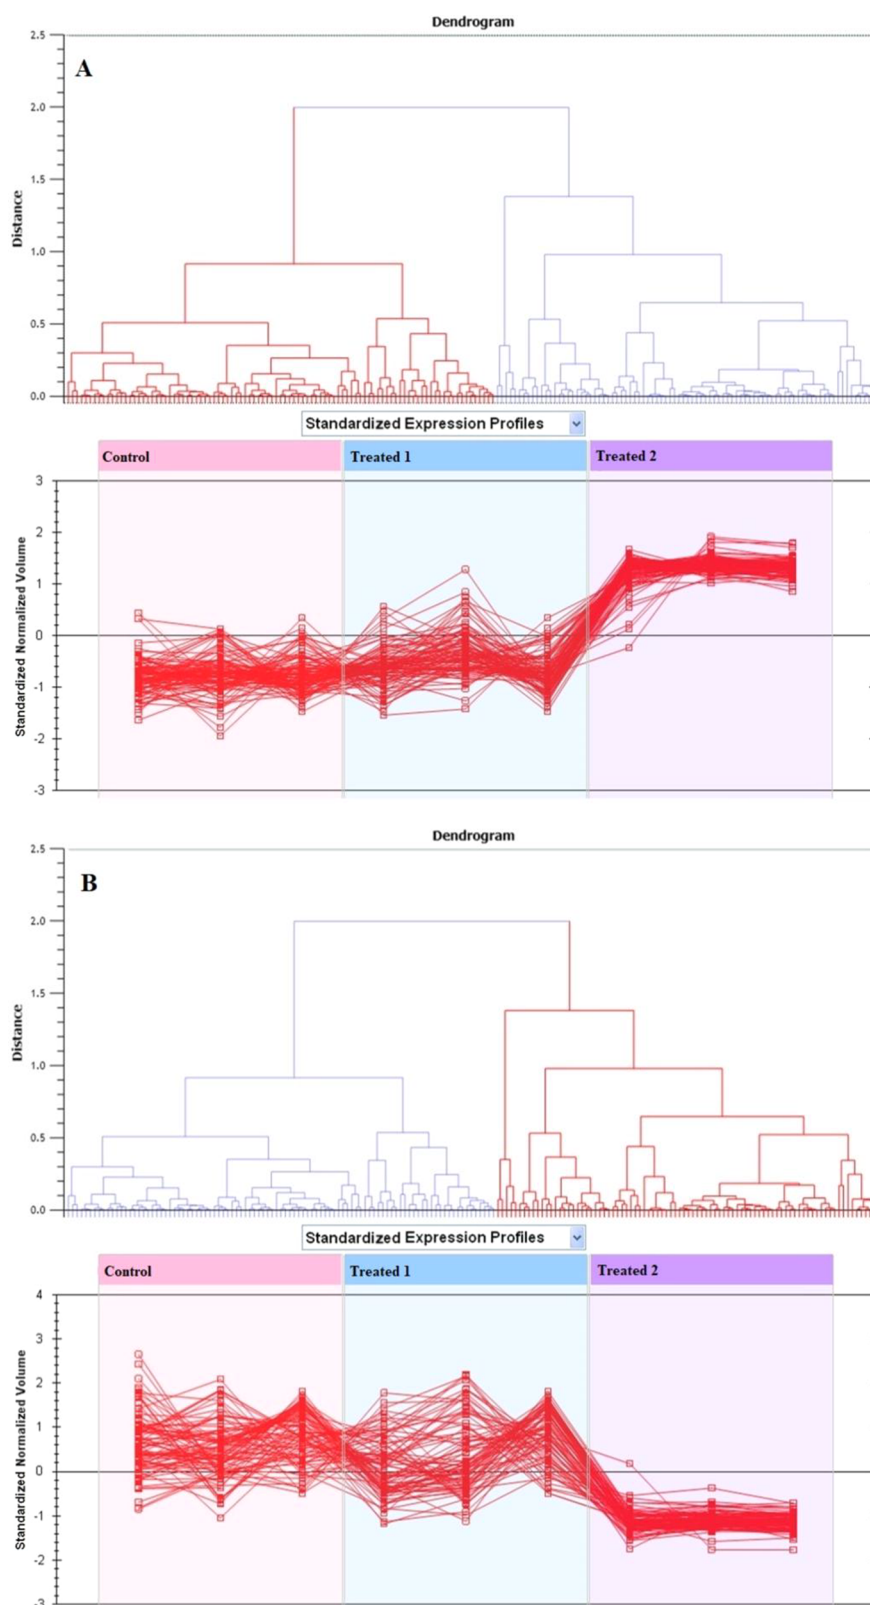 Dendrogram
2.5
A
2.0
1.5
Distance
1.0
0.5
0.0
Standardized Expression Profiles
Control Treated 1 Treated 2
3
2
1
0
-1
-2
-3
Standardized Normalized Volume
Dendrogram
2.5
B
2.0
1.5
Distance
1.0
0.5
0.0
Standardized Expression Profiles
Control Treated 1 Treated 2
4
3
2
1
0
-1
-2
-3
Standardized Normalized Volume